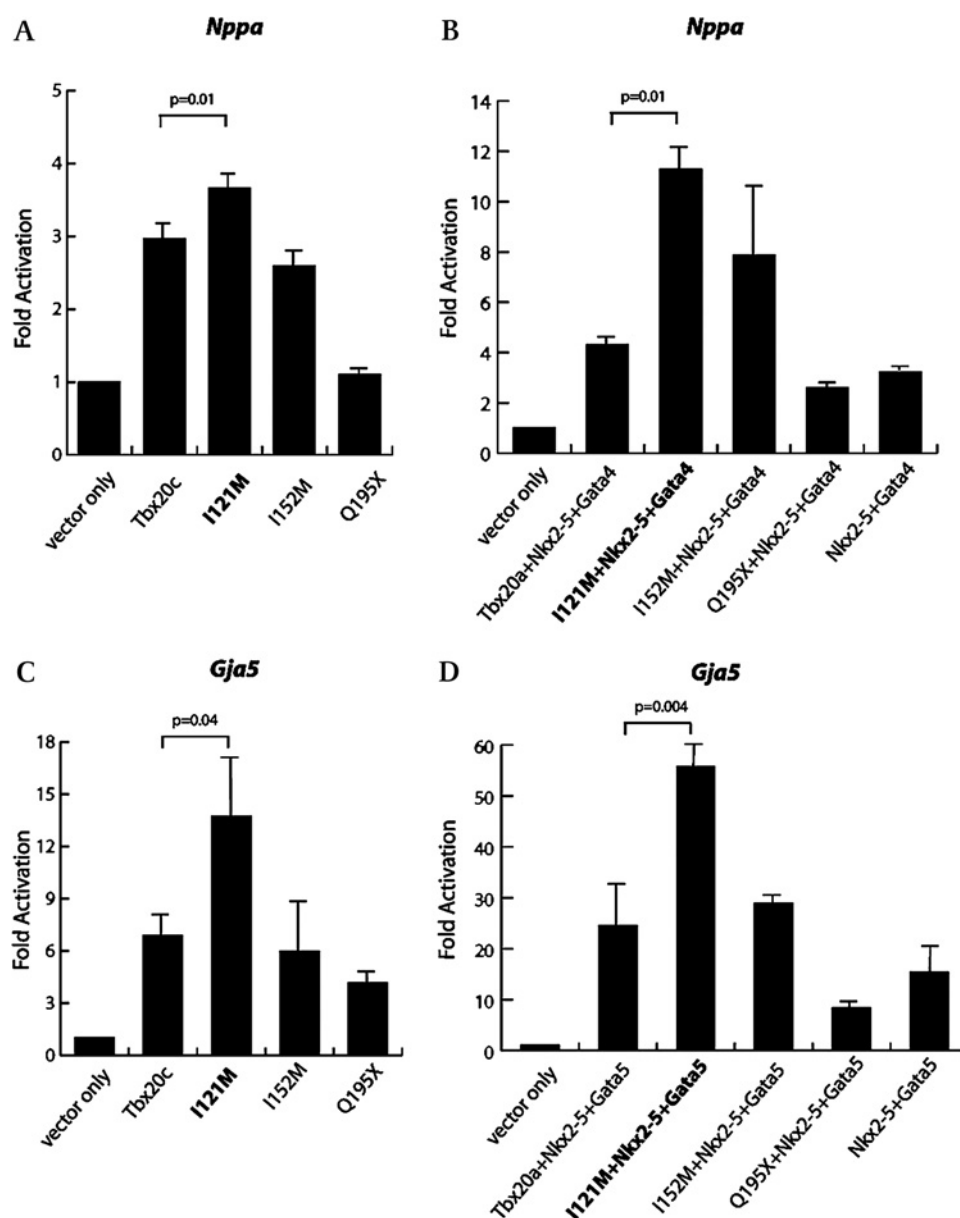 A
Nppa
p=0.01
5
4
3
2
1
0
Fold Activation
vector only
Tbx20c
I121M
I152M
Q195X
B
Nppa
p=0.01
14
12
10
8
6
4
2
0
Fold Activation
vector only
Tbx20a+Nkx2-5+Gata4
I121M+Nkx2-5+Gata4
I152M+Nkx2-5+Gata4
Q195X+Nkx2-5+Gata4
Nkx2-5+Gata4
C
Gja5
p=0.04
18
15
12
9
6
3
0
Fold Activation
vector only
Tbx20c
I121M
I152M
Q195X
D
Gja5
p=0.004
60
50
40
30
20
10
0
Fold Activation
vector only
Tbx20a+Nkx2-5+Gata5
I121M+Nkx2-5+Gata5
I152M+Nkx2-5+Gata5
Q195X+Nkx2-5+Gata5
Nkx2-5+Gata5